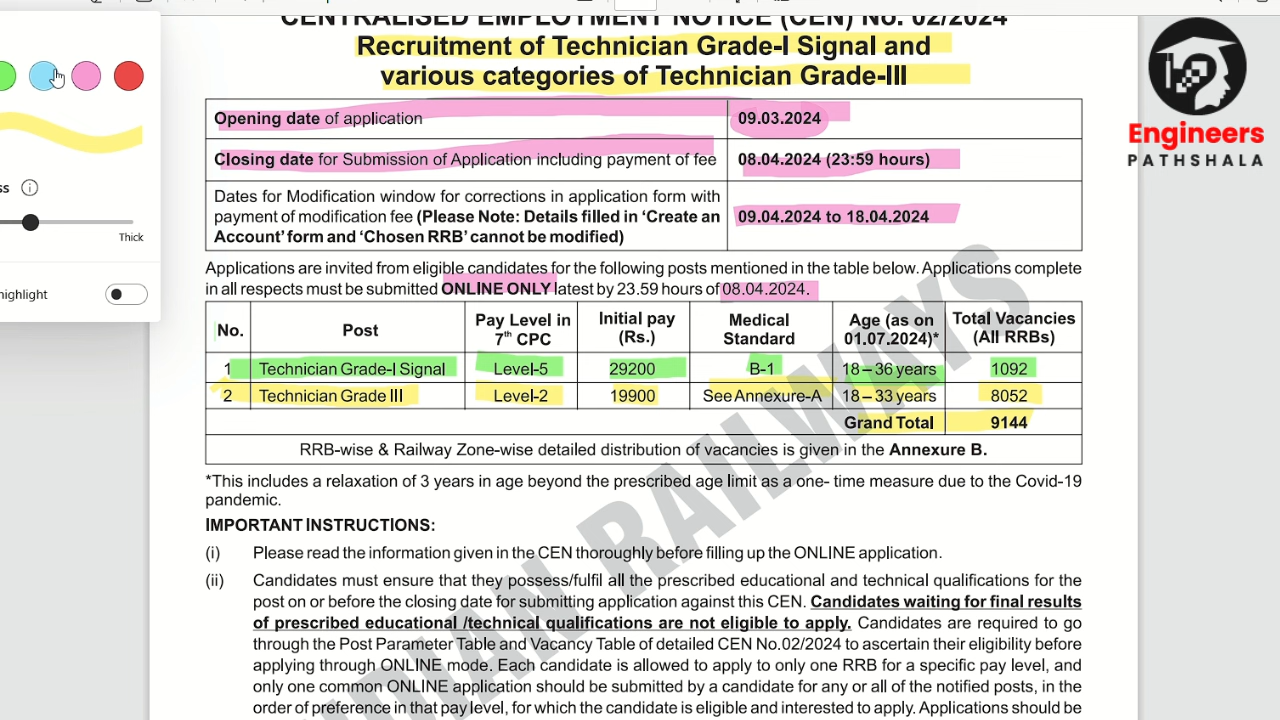 CENTRALISED EMPLOYMENT NOTICE (CEN) No. 02/2024
Recruitment of Technician Grade-I Signal and
various categories of Technician Grade-III
Engineers
PATHSHALA
Thick
Opening date of application 09.03.2024
Closing date for Submission of Application including payment of fee 08.04.2024 (23:59 hours)
Dates for Modification window for corrections in application form with
payment of modification fee (Please Note: Details filled in ‘Create an 09.04.2024 to 18.04.2024
Account’ form and ‘Chosen RRB’ cannot be modified)
Applications are invited from eligible candidates for the following posts mentioned in the table below. Applications complete
in all respects must be submitted ONLINE ONLY latest by 23.59 hours of 08.04.2024.
No. Post Pay Level in 7th CPC Initial pay (Rs.) Medical Standard Age (as on 01.07.2024)* Total Vacancies (All RRBs)
1 Technician Grade-I Signal Level-5 29200 B-1 18 – 36 years 1092
2 Technician Grade III Level-2 19900 See Annexure-A 18 – 33 years 8052
Grand Total 9144
RRB-wise & Railway Zone-wise detailed distribution of vacancies is given in the Annexure B.
*This includes a relaxation of 3 years in age beyond the prescribed age limit as a one- time measure due to the Covid-19
pandemic.
IMPORTANT INSTRUCTIONS:
(i) Please read the information given in the CEN thoroughly before filling up the ONLINE application.
(ii) Candidates must ensure that they possess/fulfil all the prescribed educational and technical qualifications for the
post on or before the closing date for submitting application against this CEN. Candidates waiting for final results
of prescribed educational /technical qualifications are not eligible to apply. Candidates are required to go
through the Post Parameter Table and Vacancy Table of detailed CEN No.02/2024 to ascertain their eligibility before
applying through ONLINE mode. Each candidate is allowed to apply to only one RRB for a specific pay level, and
only one common ONLINE application should be submitted by a candidate for any or all of the notified posts, in the
order of preference in that pay level, for which the candidate is eligible and interested to apply. Applications should be
INDIAN RAILWAYS